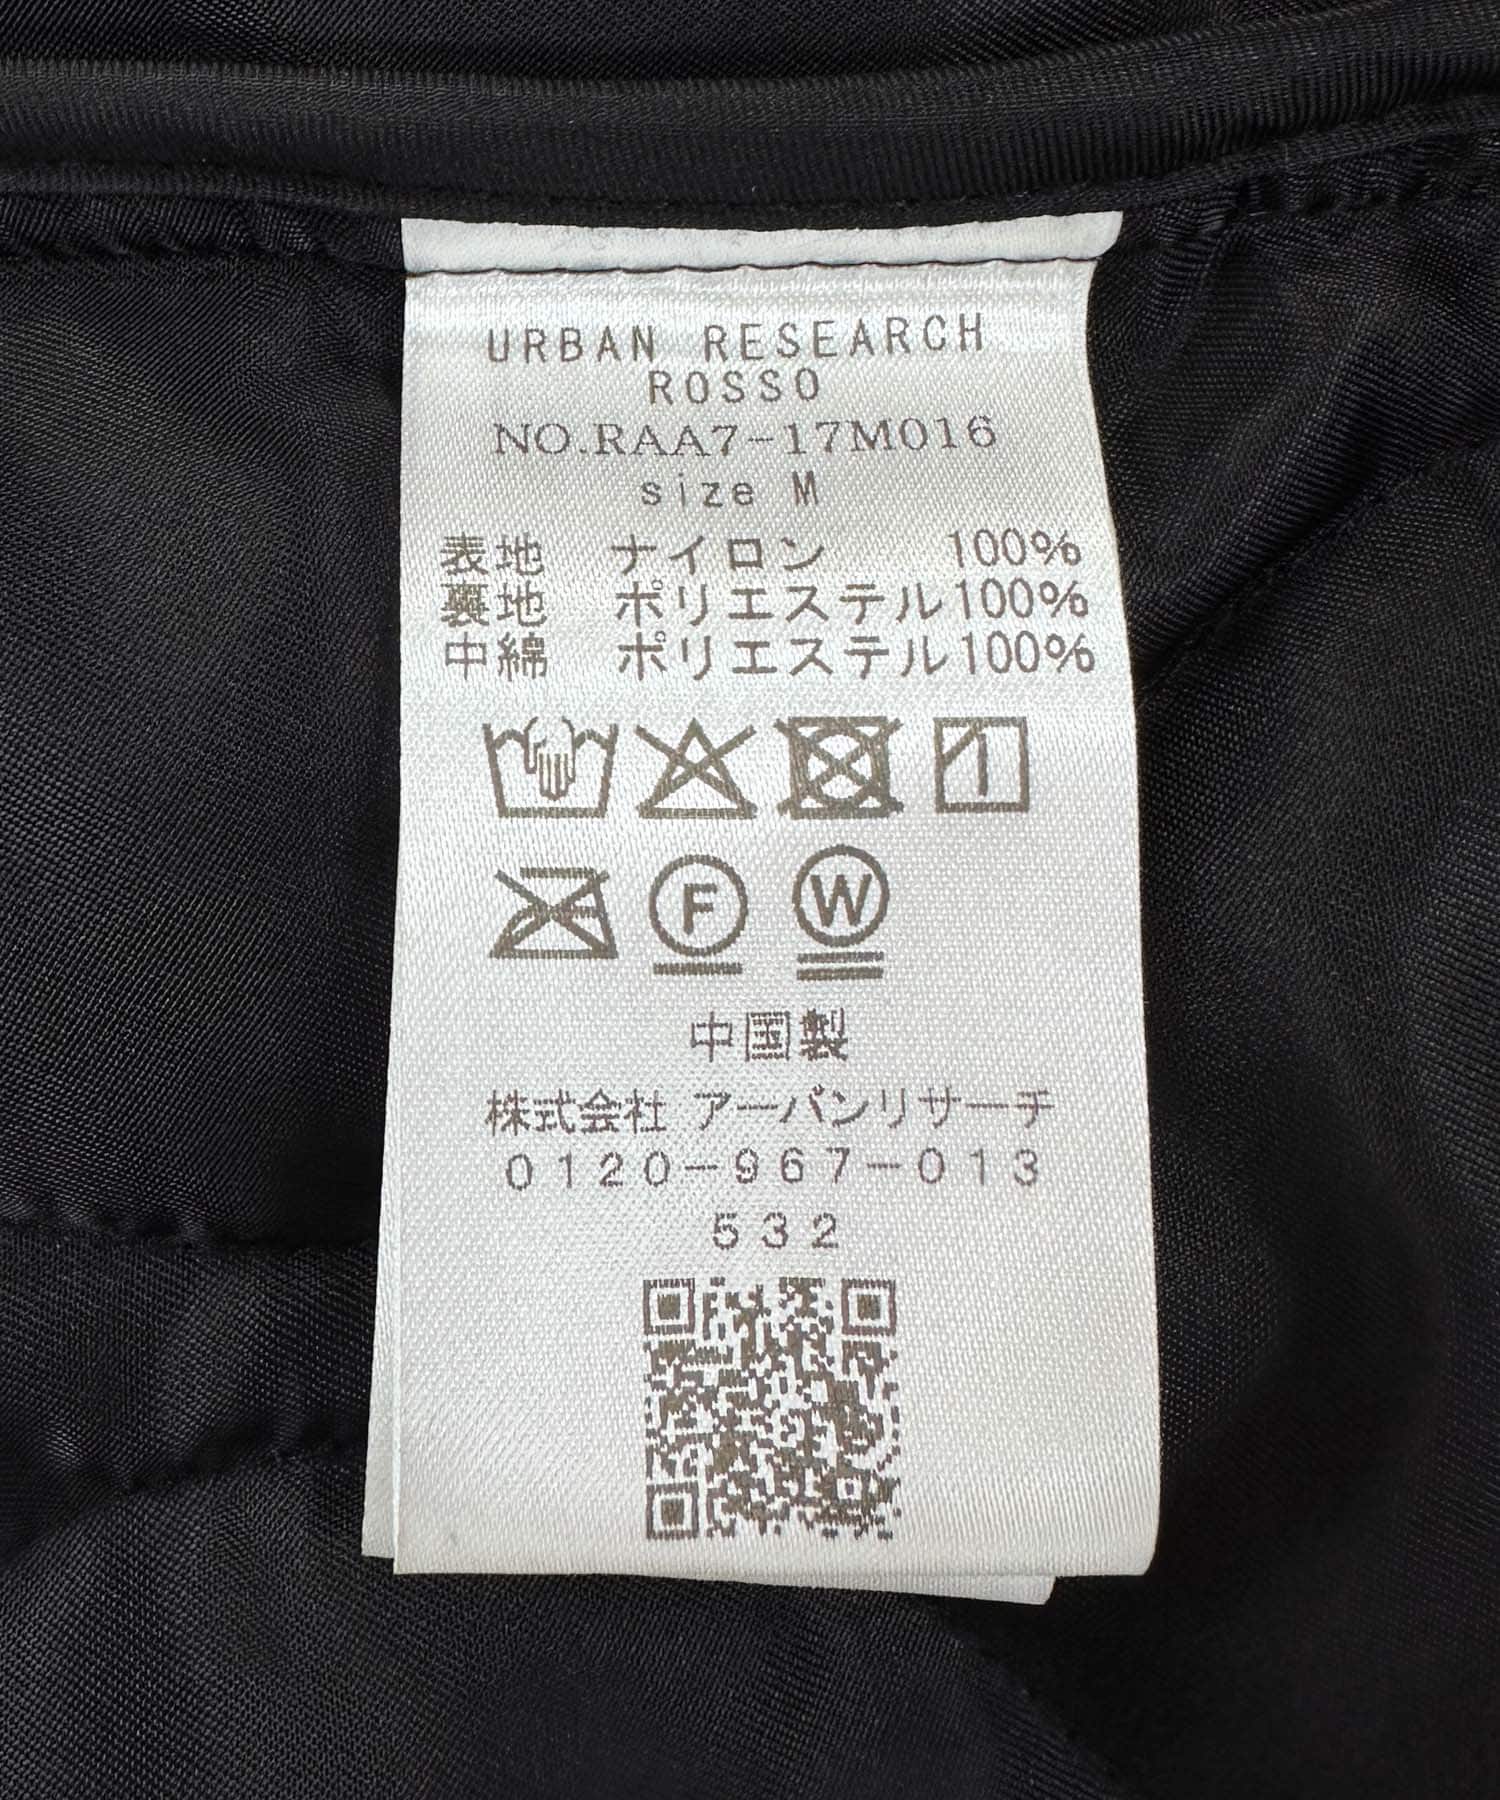 URBAN RESEARCH
ROSSO
NO.RAA7-17M016
size M
表地 ナイロン 100%
裏地 ポリエステル100%
中綿 ポリエステル100%
F W
中国製
株式会社 アーバンリサーチ
0120-967-013
532